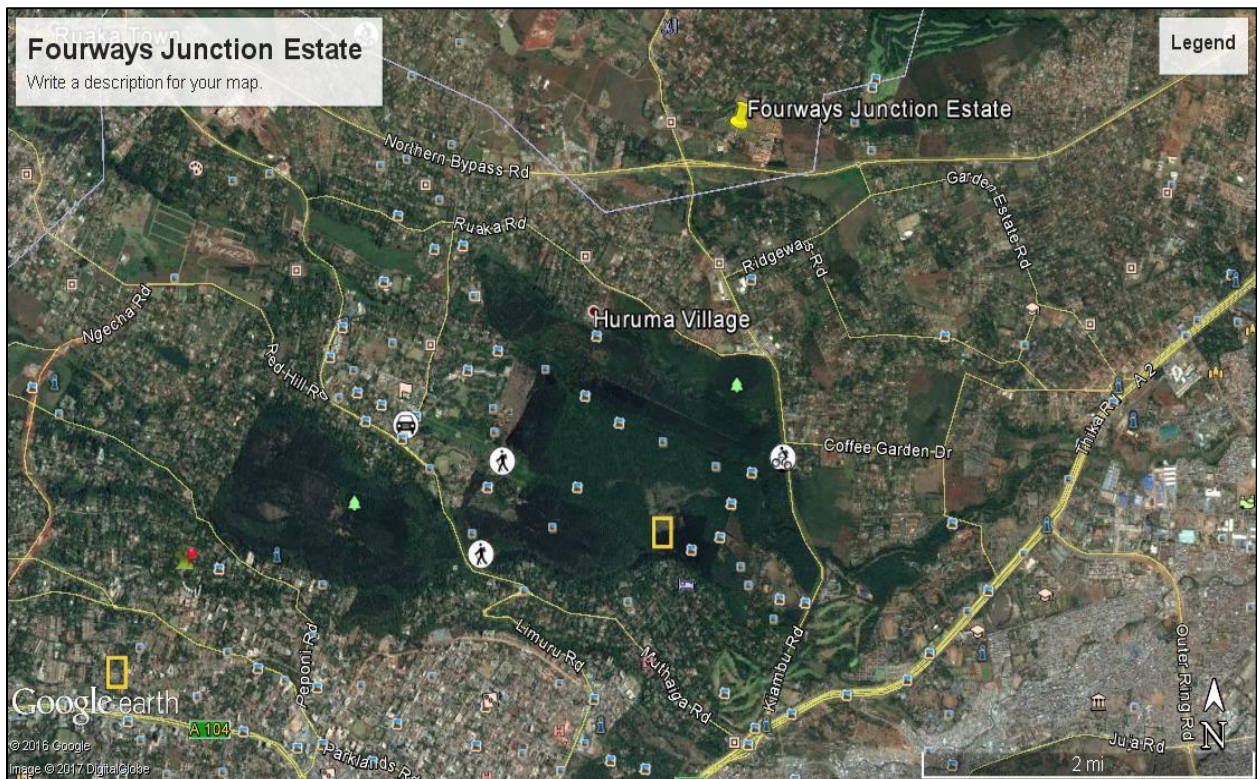 Ruaka Town
Fourways Junction Estate
Write a description for your map.
Legend
Fourways Junction Estate
Northern Bypass Rd
Ruaka Rd
Garden Estate Rd
Ridgeways Rd
Ngecha Rd
Huruma Village
Red Hill Rd
A 2
Thika Rd
Coffee Garden Dr
Limuru Rd
Peponi Rd
Muthaiga Rd
Kiambu Rd
Outer Ring Rd
Google earth
A 104
N
© 2016 Google
Juja Rd
Parklands Rd
Image © 2017 DigitalGlobe
2 mi